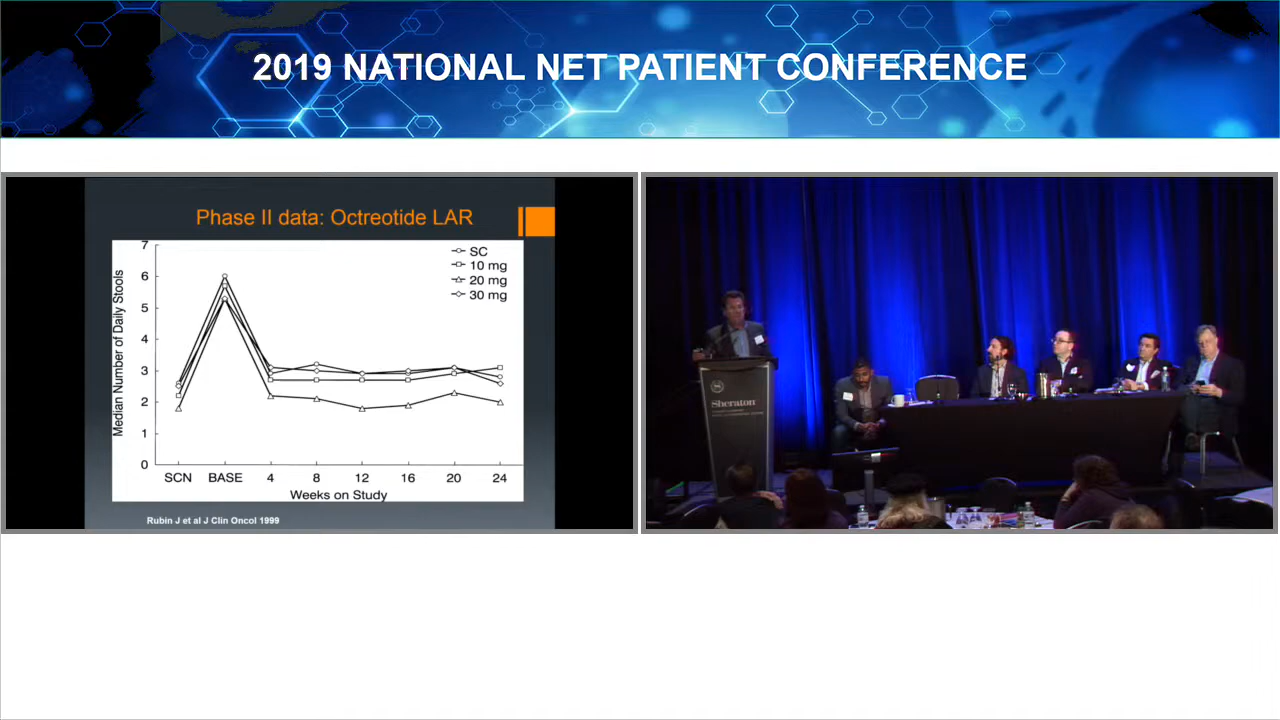 2019 NATIONAL NET PATIENT CONFERENCE
Phase II data: Octreotide LAR
7
6
5
4
3
2
1
0
Median Number of Daily Stools
SC
10 mg
20 mg
30 mg
SCN BASE 4 8 12 16 20 24
Weeks on Study
Rubin J et al J Clin Oncol 1999
Sheraton